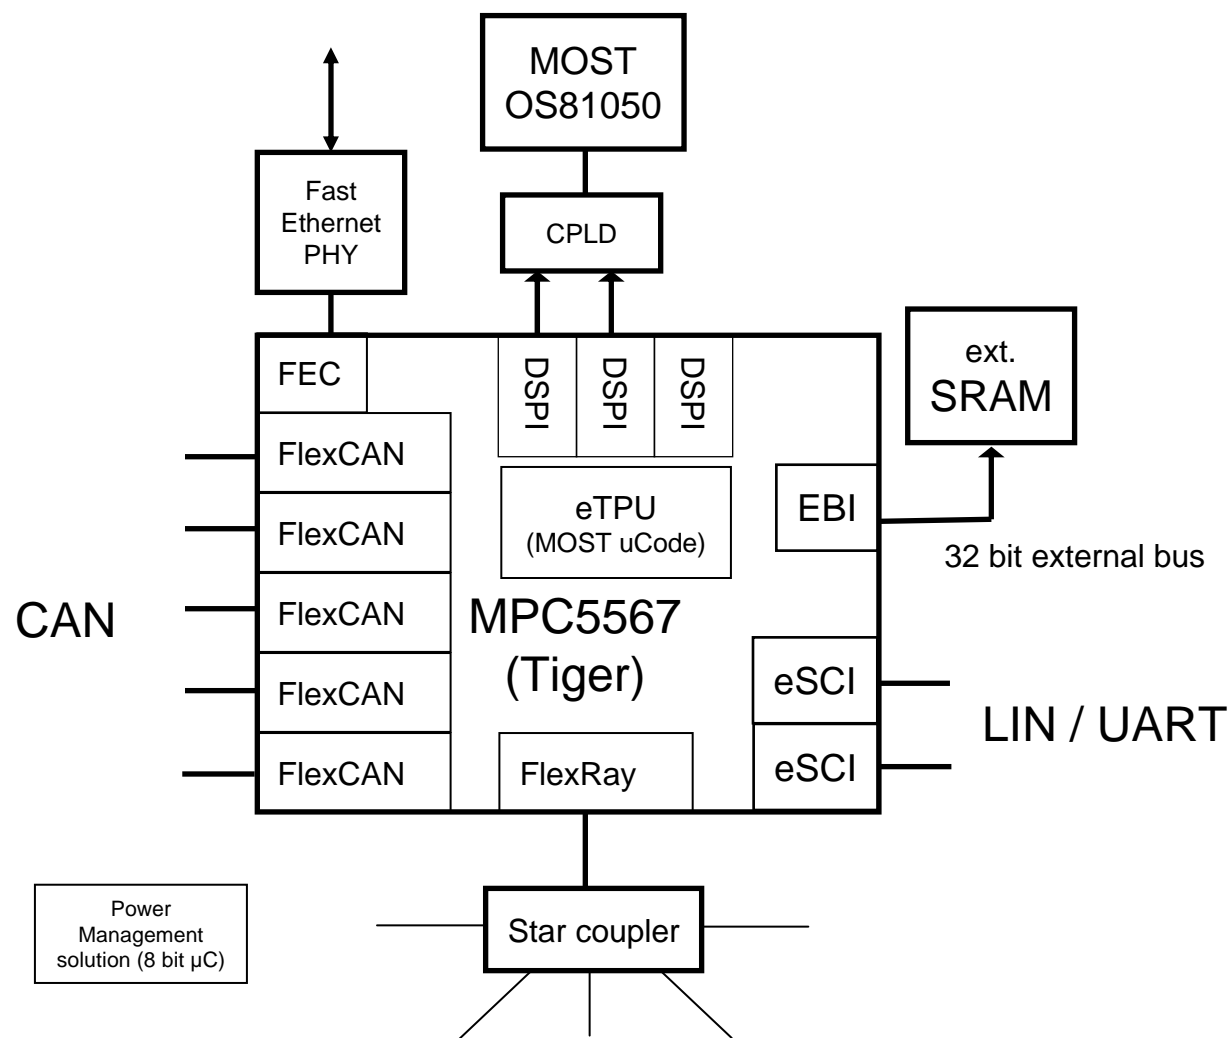 MOST
OS81050
Fast
Ethernet
PHY
CPLD
FEC
DSPI
DSPI
DSPI
ext.
SRAM
FlexCAN
FlexCAN
FlexCAN
FlexCAN
FlexCAN
eTPU
(MOST uCode)
EBI
32 bit external bus
CAN
MPC5567
(Tiger)
eSCI
eSCI
LIN / UART
FlexRay
Power
Management
solution (8 bit µC)
Star coupler